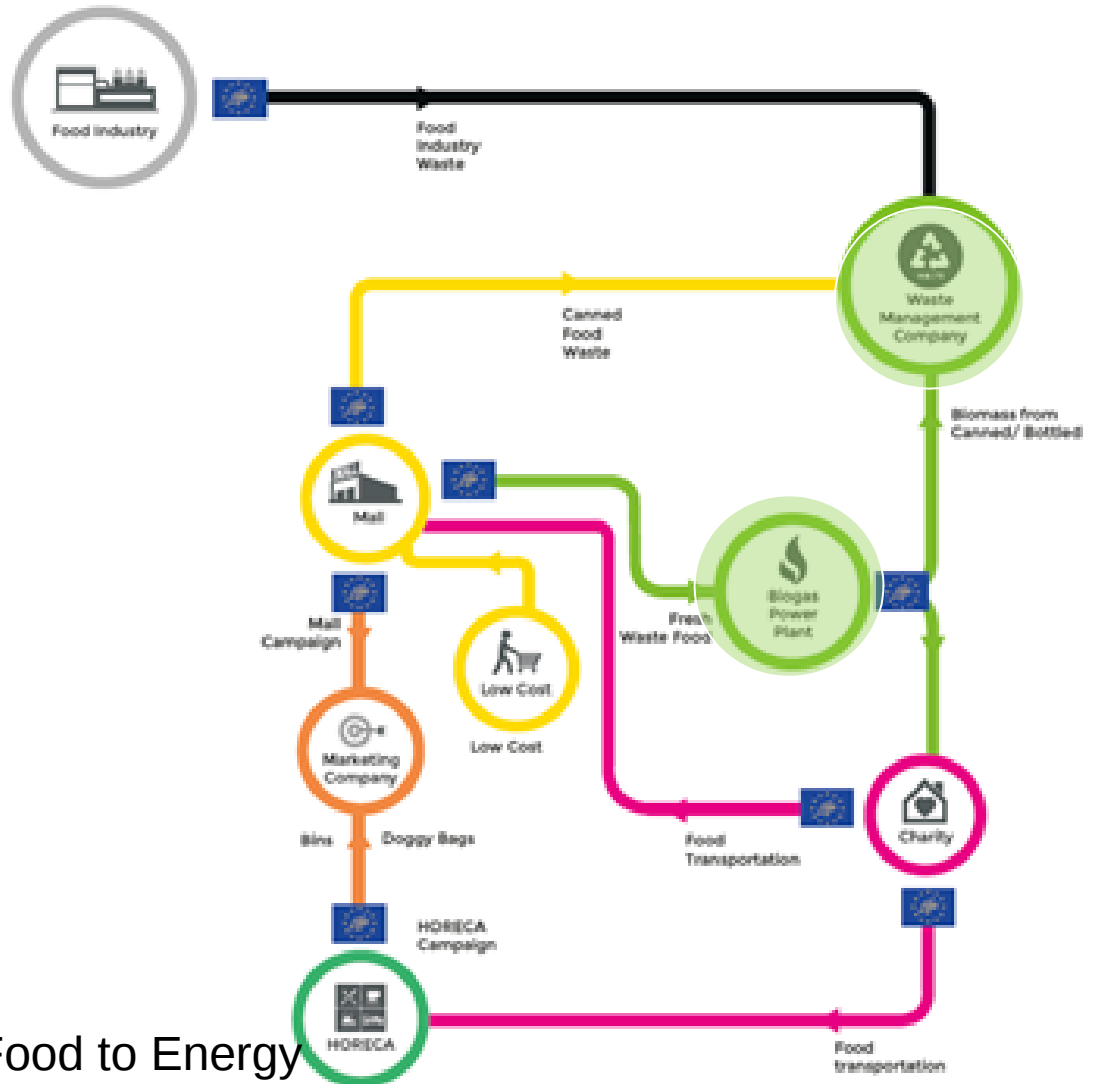 Food Industry
Food
Industry
Waste
Waste
Management
Company
Canned
Food
Waste
Biomass from
Canned/ Bottled
Mall
Biogas
Power
Plant
Fresh
Waste Food
Mall
Campaign
Low Cost
Low Cost
Marketing
Company
Bins
Doggy Bags
Food
Transportation
Charity
HORECA
Campaign
HORECA
Food
transportation
Food to Energy